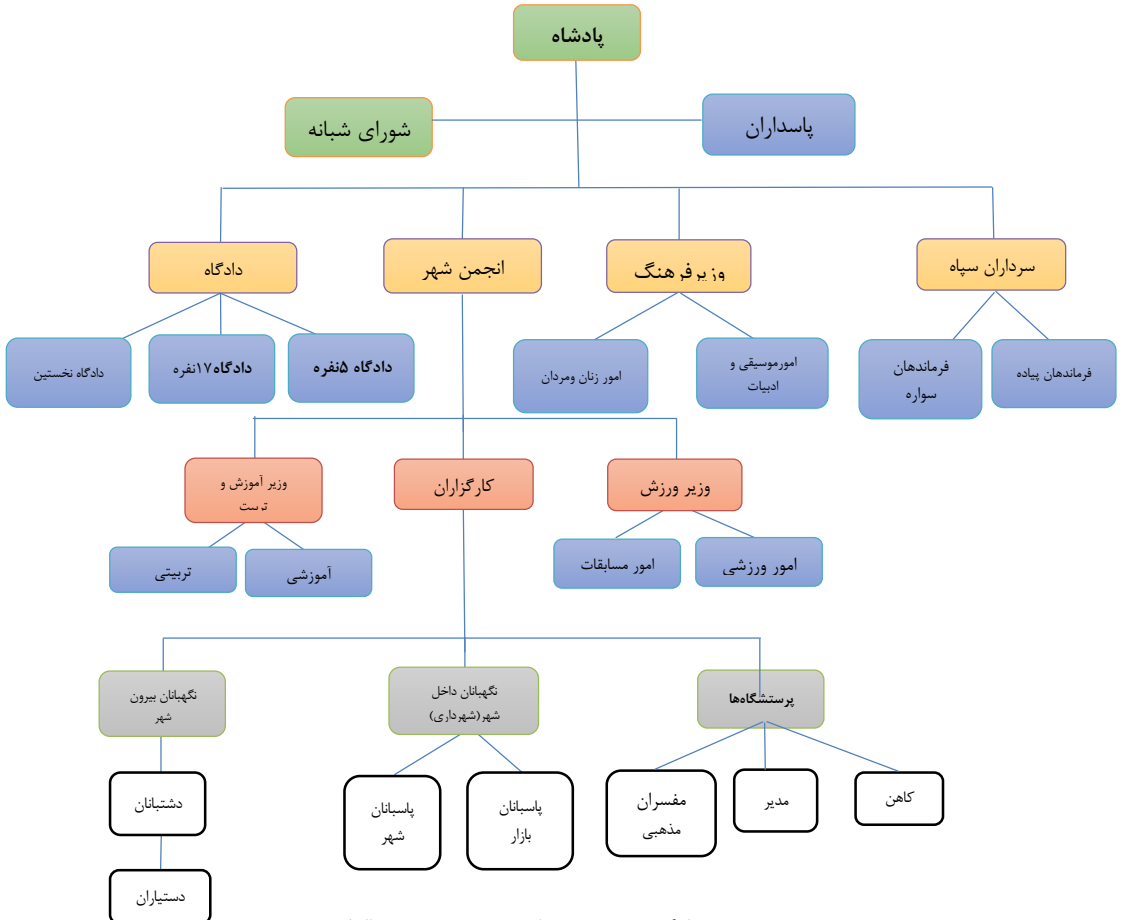 پادشاه
پاسداران
شورای شبانه
سرداران سپاه
وزیرفرهنگ
انجمن شهر
دادگاه
فرماندهان پیاده
فرماندهان
سواره
امورموسیقی و
ادبیات
امور زنان ومردان
دادگاه ۵نفره
دادگاه۱۷نفره
دادگاه نخستین
وزیر ورزش
کارگزاران
وزیر آموزش و
تربیت
امور ورزشی
امور مسابقات
آموزشی
تربیتی
پرستشگاه‌ها
نگهبانان داخل
شهر(شهرداری)
نگهبانان بیرون
شهر
کاهن
مدیر
مفسران
مذهبی
پاسبانان
بازار
پاسبانان
شهر
دشتبانان
دستیاران